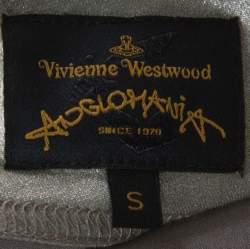 Vivienne Westwood
ANGLOMANIA
SINCE 1970
S